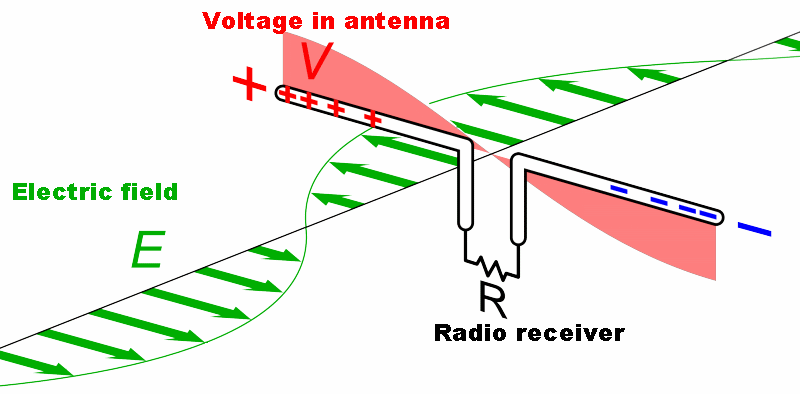 Voltage in antenna
V
+
+ + + +
Electric field
E
R
Radio receiver
- - - -
-